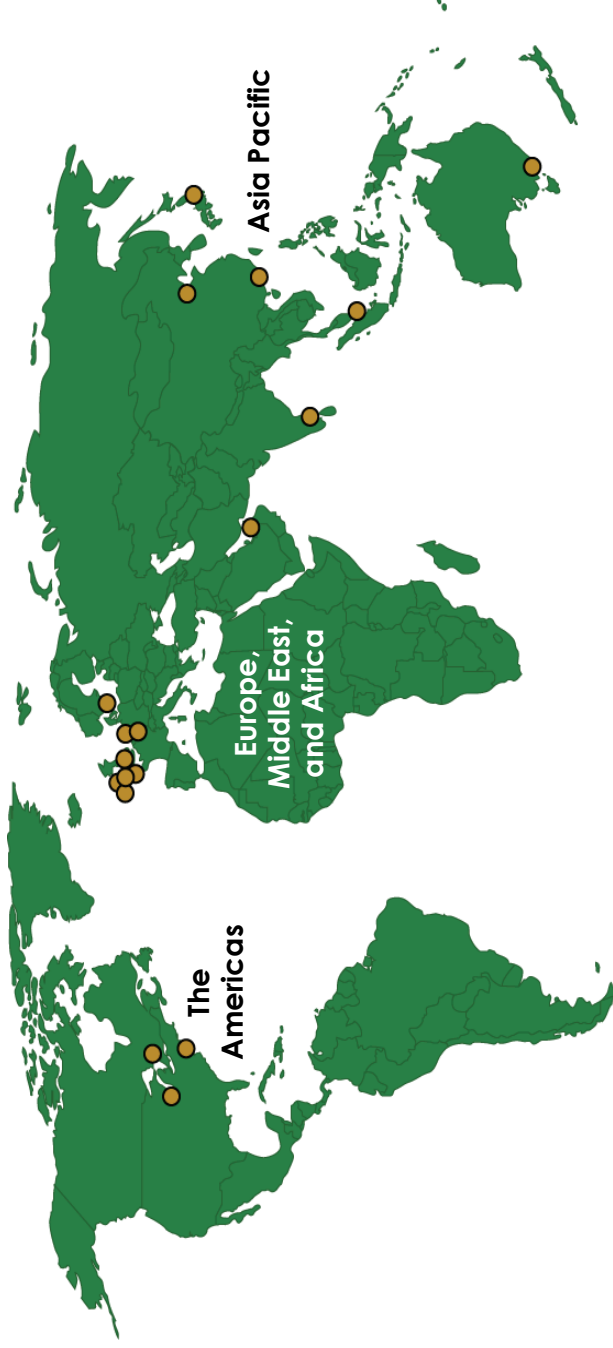 The
Americas
Europe,
Middle East,
and Africa
Asia Pacific